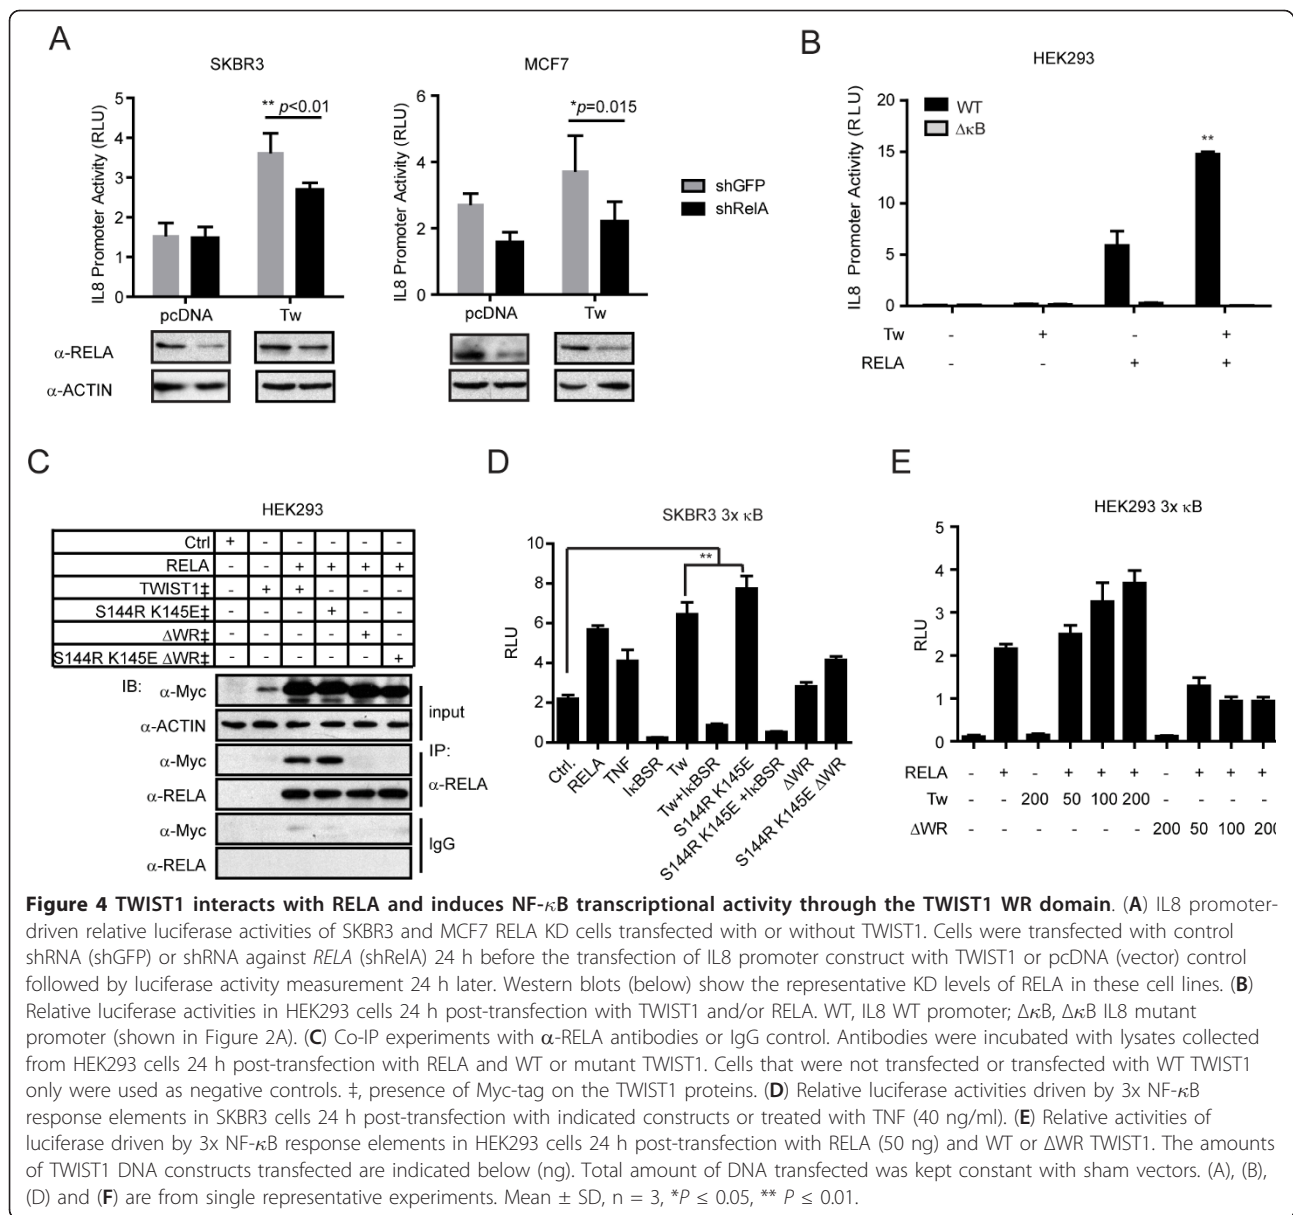 A
SKBR3
IL8 Promoter Activity (RLU)
5
4
3
2
1
0
** p<0.01
pcDNA
Tw
MCF7
IL8 Promoter Activity (RLU)
6
4
2
0
*p=0.015
pcDNA
Tw
shGFP
shRelA
α-RELA
α-ACTIN
B
HEK293
IL8 Promoter Activity (RLU)
20
15
10
5
0
WT
ΔκB
**
Tw - + - +
RELA - - + +
C
HEK293
Ctrl + - - - - -
RELA - - + + + +
TWIST1‡ - + + - - -
S144R K145E‡ - - - + - -
ΔWR‡ - - - - + -
S144R K145E ΔWR‡ - - - - - +
IB: α-Myc
α-ACTIN
input
α-Myc
α-RELA
IP:
α-RELA
α-Myc
α-RELA
IgG
D
SKBR3 3x κB
RLU
10
8
6
4
2
0
**
Ctrl.
RELA
TNF
IκBSR
Tw
Tw+IκBSR
S144R K145E
S144R K145E +IκBSR
ΔWR
S144R K145E ΔWR
E
HEK293 3x κB
RLU
5
4
3
2
1
0
RELA - + - + + + - + + +
Tw - - 200 50 100 200 - - - -
ΔWR - - - - - - 200 50 100 200
Figure 4 TWIST1 interacts with RELA and induces NF-κB transcriptional activity through the TWIST1 WR domain. (A) IL8 promoter-
driven relative luciferase activities of SKBR3 and MCF7 RELA KD cells transfected with or without TWIST1. Cells were transfected with control
shRNA (shGFP) or shRNA against RELA (shRelA) 24 h before the transfection of IL8 promoter construct with TWIST1 or pcDNA (vector) control
followed by luciferase activity measurement 24 h later. Western blots (below) show the representative KD levels of RELA in these cell lines. (B)
Relative luciferase activities in HEK293 cells 24 h post-transfection with TWIST1 and/or RELA. WT, IL8 WT promoter; ΔκB, ΔκB IL8 mutant
promoter (shown in Figure 2A). (C) Co-IP experiments with α-RELA antibodies or IgG control. Antibodies were incubated with lysates collected
from HEK293 cells 24 h post-transfection with RELA and WT or mutant TWIST1. Cells that were not transfected or transfected with WT TWIST1
only were used as negative controls. ‡, presence of Myc-tag on the TWIST1 proteins. (D) Relative luciferase activities driven by 3x NF-κB
response elements in SKBR3 cells 24 h post-transfection with indicated constructs or treated with TNF (40 ng/ml). (E) Relative activities of
luciferase driven by 3x NF-κB response elements in HEK293 cells 24 h post-transfection with RELA (50 ng) and WT or ΔWR TWIST1. The amounts
of TWIST1 DNA constructs transfected are indicated below (ng). Total amount of DNA transfected was kept constant with sham vectors. (A), (B),
(D) and (F) are from single representative experiments. Mean ± SD, n = 3, *P ≤ 0.05, ** P ≤ 0.01.